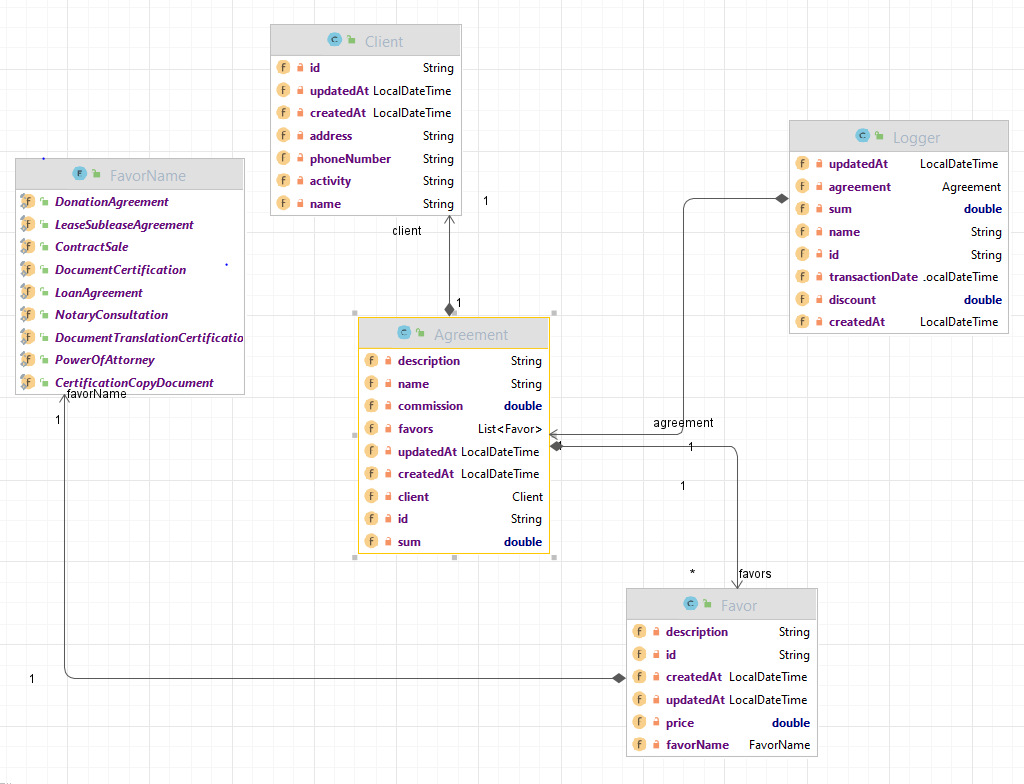 Client
id String
updatedAt LocalDateTime
createdAt LocalDateTime
address String
phoneNumber String
activity String
name String
1
client
1
FavorName
DonationAgreement
LeaseSubleaseAgreement
ContractSale
DocumentCertification
LoanAgreement
NotaryConsultation
DocumentTranslationCertificatio
PowerOfAttorney
CertificationCopyDocument
favorName
1
Logger
updatedAt LocalDateTime
agreement Agreement
sum double
name String
id String
transactionDate .ocalDateTime
discount double
createdAt LocalDateTime
Agreement
description String
name String
commission double
favors List<Favor>
updatedAt LocalDateTime
createdAt LocalDateTime
client Client
id String
sum double
agreement
1
1
1
* favors
Favor
description String
id String
createdAt LocalDateTime
updatedAt LocalDateTime
price double
favorName FavorName
1